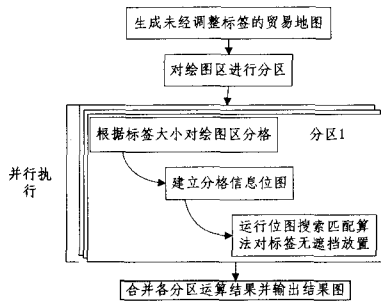 生成未经调整标签的贸易地图
对绘图区进行分区
根据标签大小对绘图区分格
分区1
并行执
行
建立分格信息位图
运行位图搜索匹配算
法对标签无遮挡放置
合并各分区运算结果并输出结果图